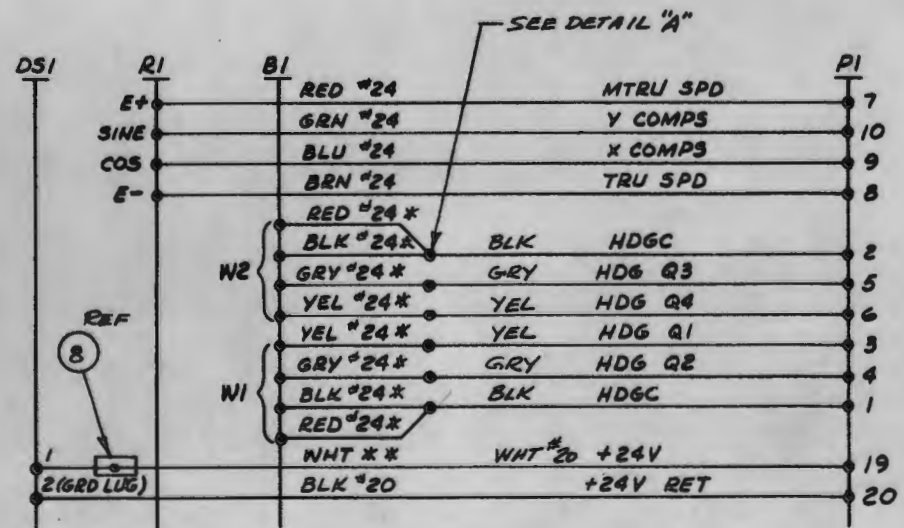 SEE DETAIL "A"
DS1 R1 B1 P1
E+ RED #24 MTRU SPD 7
SINE GRN #24 Y COMPS 10
COS BLU #24 X COMPS 9
E- BRN #24 TRU SPD 8
RED #24*
BLK #24* BLK HDGC 2
W2 GRY #24* GRY HDG Q3 5
YEL #24* YEL HDG Q4 6
REF YEL #24* YEL HDG Q1 3
8 GRY #24* GRY HDG Q2 4
W1 BLK #24* BLK HDGC 1
RED #24*
1 WHT ** WHT #20 +24V 19
2 (GRD LUG) BLK #20 +24V RET 20